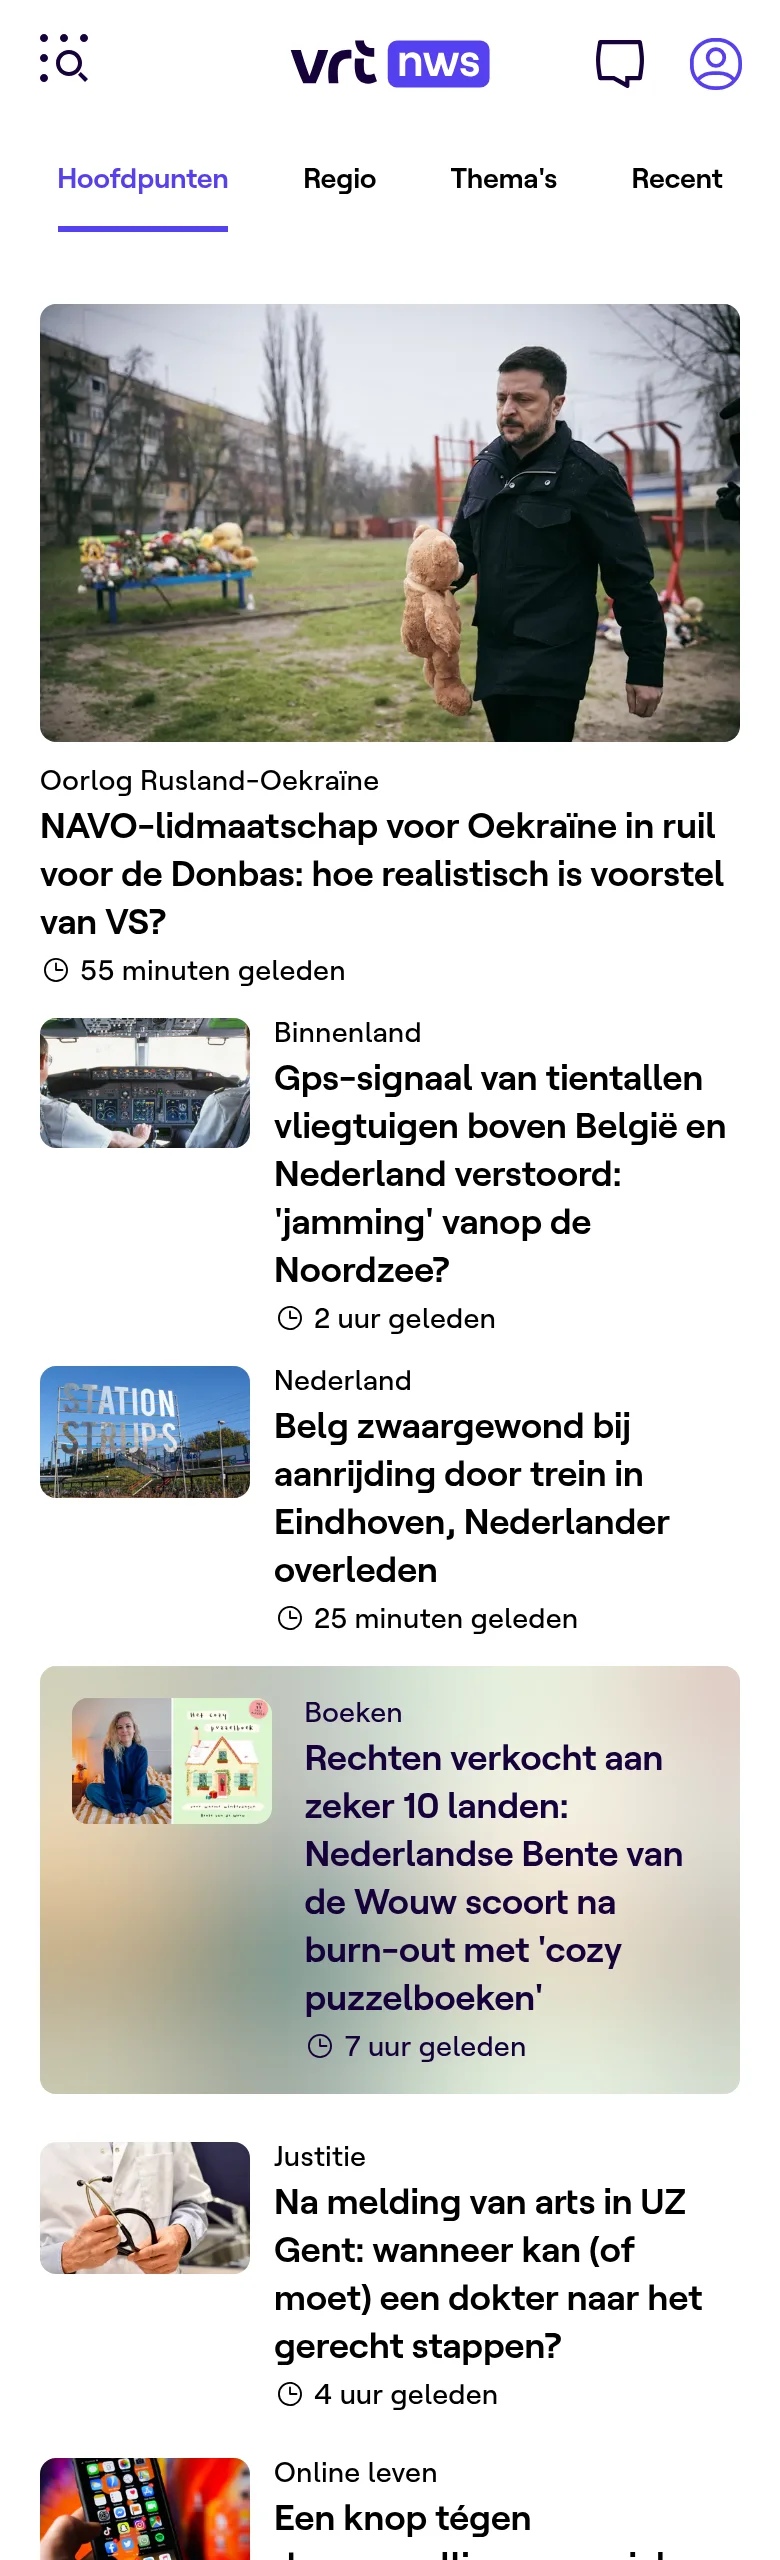 vrt nws
Hoofdpunten Regio Thema's Recent
Oorlog Rusland-Oekraïne
NAVO-lidmaatschap voor Oekraïne in ruil
voor de Donbas: hoe realistisch is voorstel
van VS?
55 minuten geleden
Binnenland
Gps-signaal van tientallen
vliegtuigen boven België en
Nederland verstoord:
'jamming' vanop de
Noordzee?
2 uur geleden
STATION
STRIJP-S
Nederland
Belg zwaargewond bij
aanrijding door trein in
Eindhoven, Nederlander
overleden
25 minuten geleden
Het cozy
puzzelboek
Boeken
Rechten verkocht aan
zeker 10 landen:
Nederlandse Bente van
de Wouw scoort na
burn-out met 'cozy
puzzelboeken'
7 uur geleden
Justitie
Na melding van arts in UZ
Gent: wanneer kan (of
moet) een dokter naar het
gerecht stappen?
4 uur geleden
Online leven
Een knop tégen